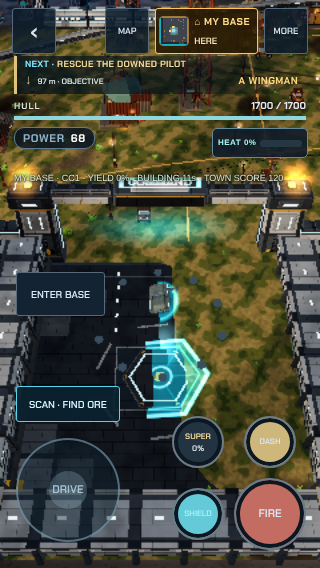 MAP
⌂ MY BASE
HERE
MORE
NEXT · RESCUE THE DOWNED PILOT
↓ 97 m · OBJECTIVE
A WINGMAN
HULL
1700 / 1700
POWER 68
HEAT 0%
MY BASE · CC1 · YIELD 0% · BUILDING 11s · TOWN SCORE 120
ENTER BASE
SCAN · FIND ORE
SUPER
0%
DASH
DRIVE
SHIELD
FIRE